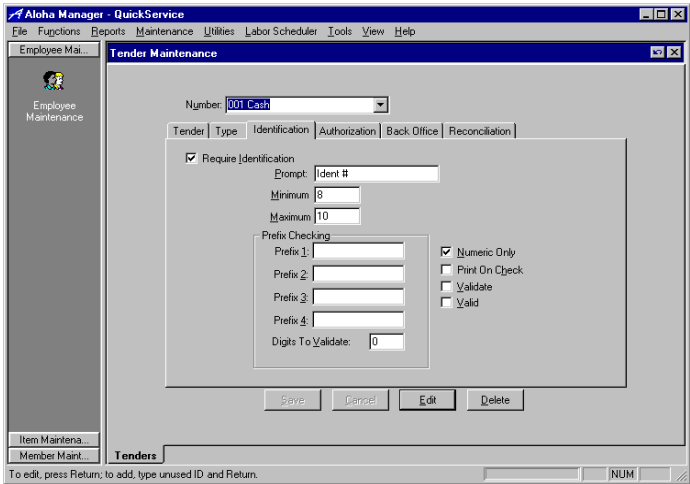 Aloha Manager - QuickService
File Functions Reports Maintenance Utilities Labor Scheduler Tools View Help
Employee Mai...
Tender Maintenance
Employee
Maintenance
Number: 001 Cash
Tender Type Identification Authorization Back Office Reconciliation
Require Identification
Prompt: Ident #
Minimum 8
Maximum 10
Prefix Checking
Prefix 1:
Prefix 2:
Prefix 3:
Prefix 4:
Digits To Validate: 0
Numeric Only
Print On Check
Validate
Valid
Save Cancel Edit Delete
Item Maintena...
Member Maint...
Tenders
To edit, press Return; to add, type unused ID and Return.
NUM